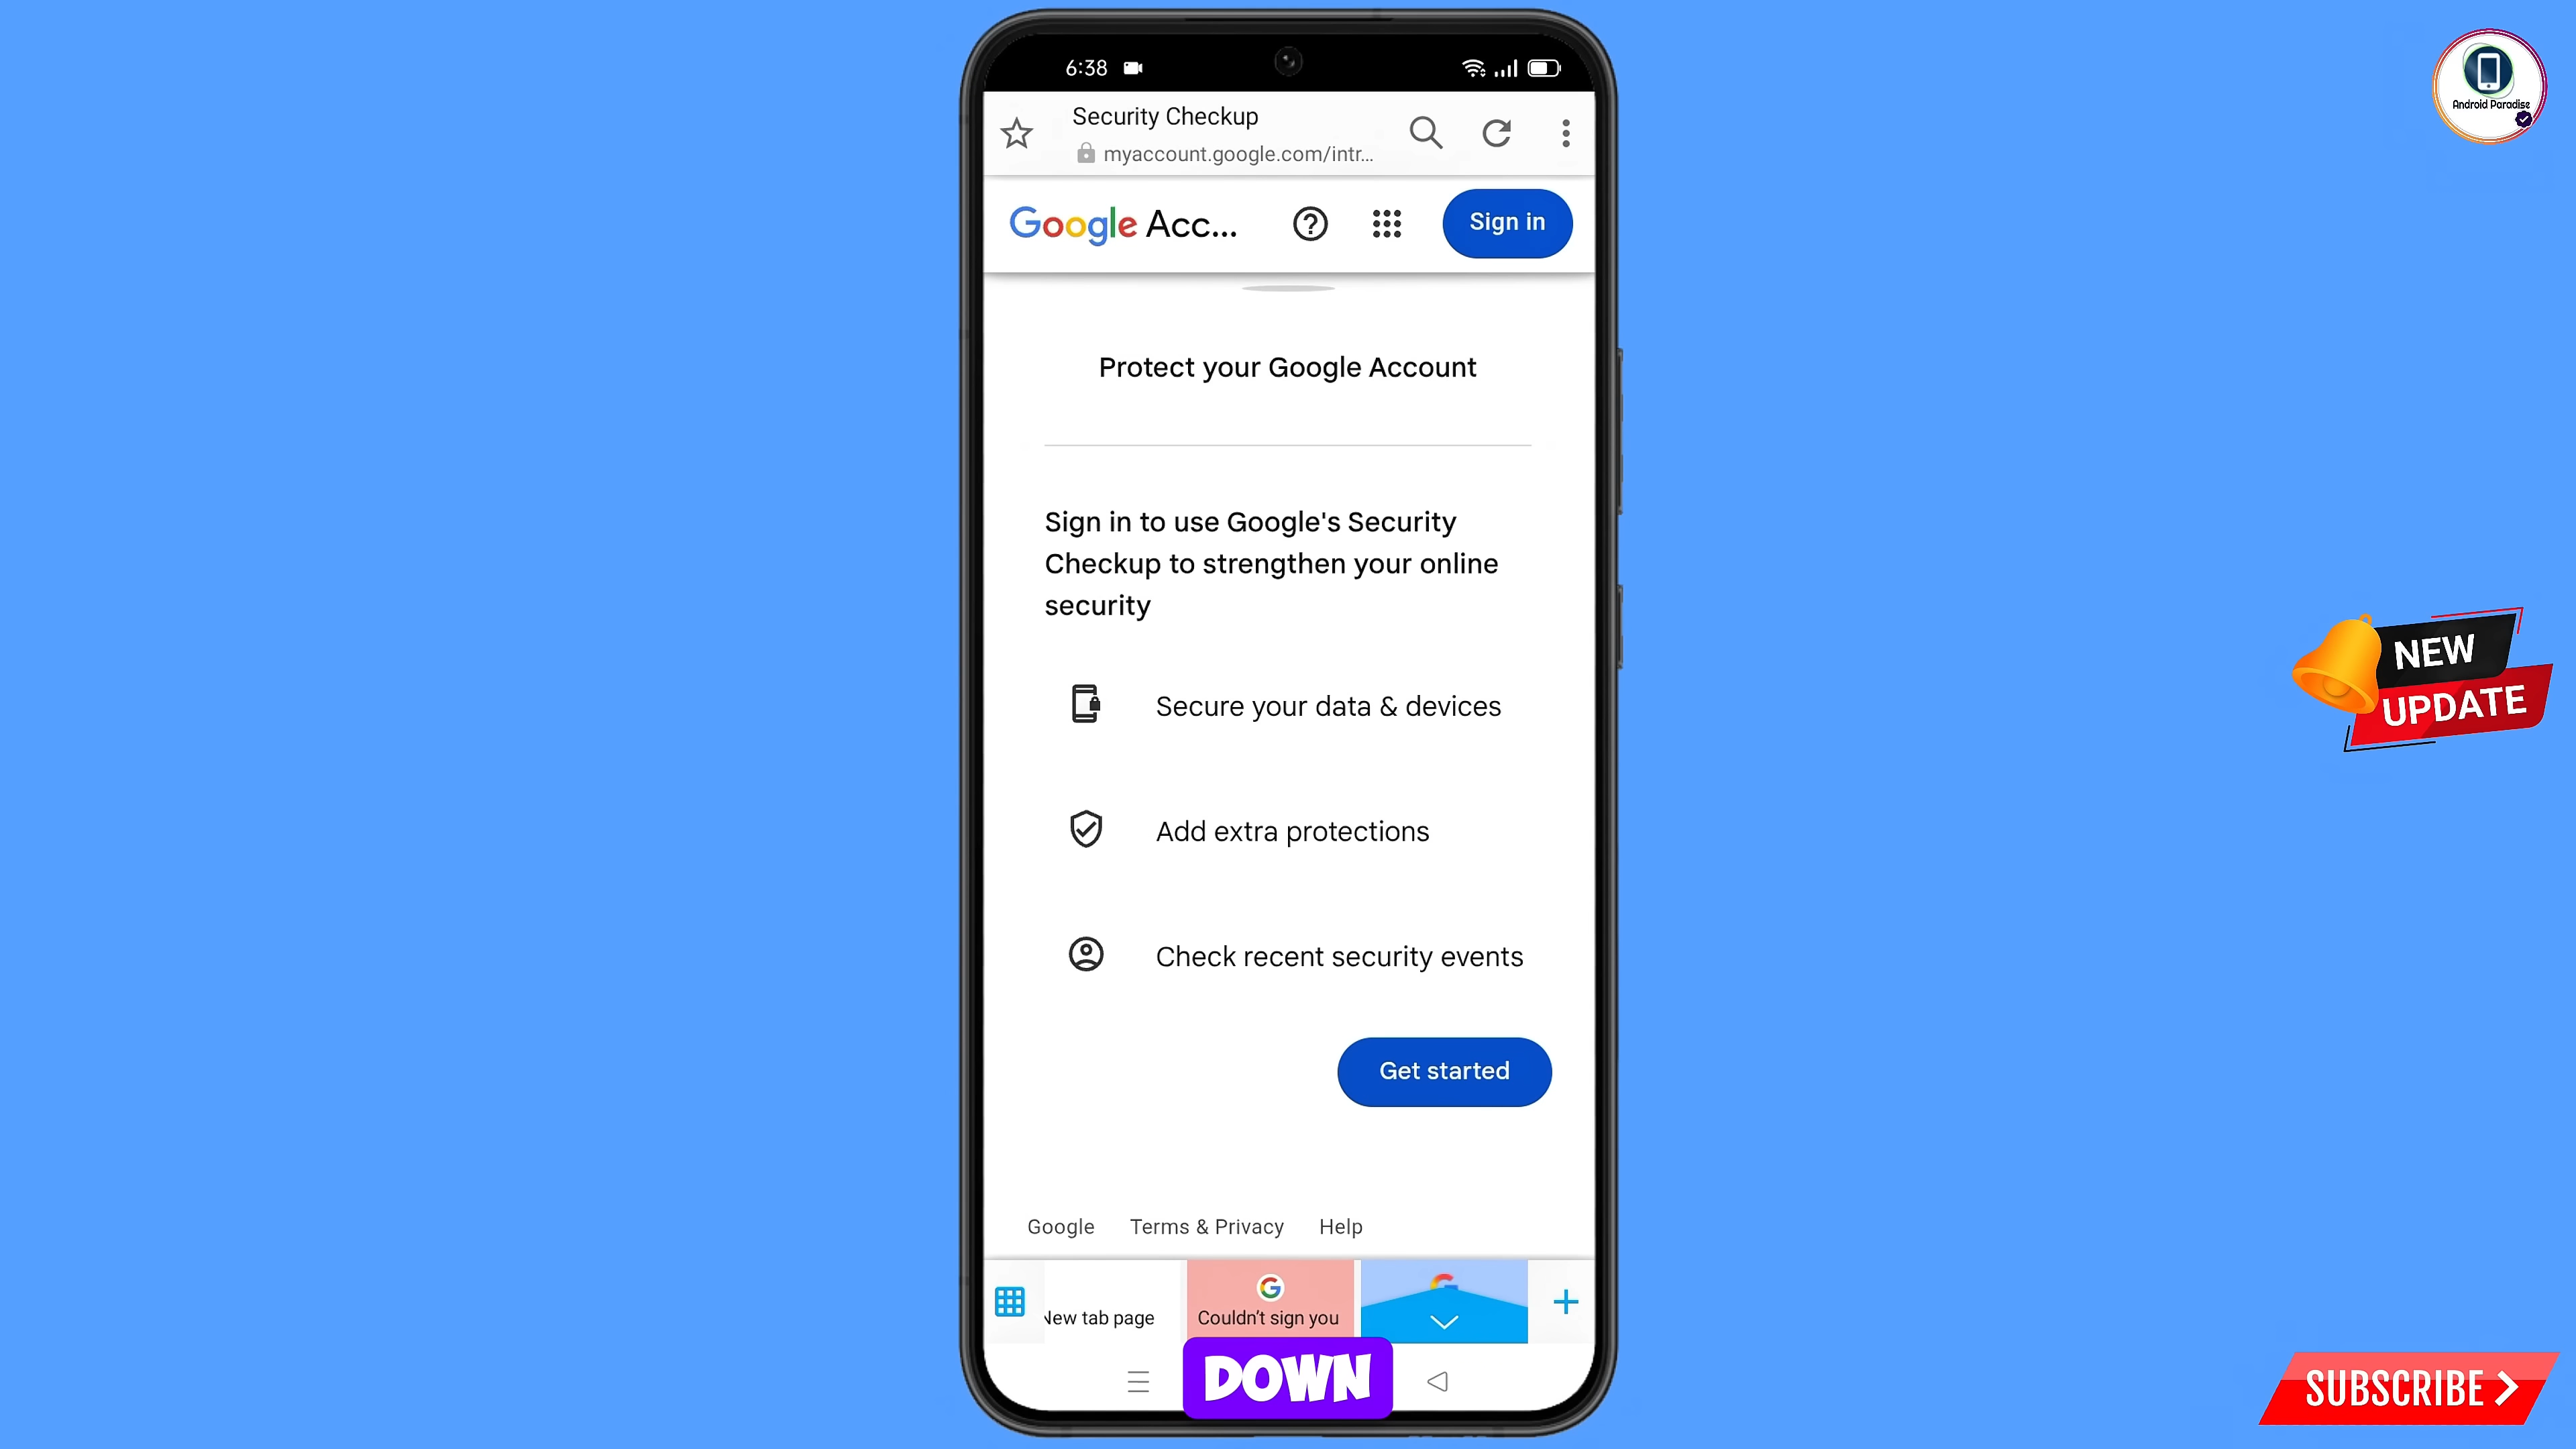 6:38
Security Checkup
myaccount.google.com/intr...
Google Acc...
Sign in
Protect your Google Account
Sign in to use Google's Security
Checkup to strengthen your online
security
Secure your data & devices
Add extra protections
Check recent security events
Get started
Google Terms & Privacy Help
New tab page
Couldn't sign you
DOWN
Android Paradise
NEW
UPDATE
SUBSCRIBE